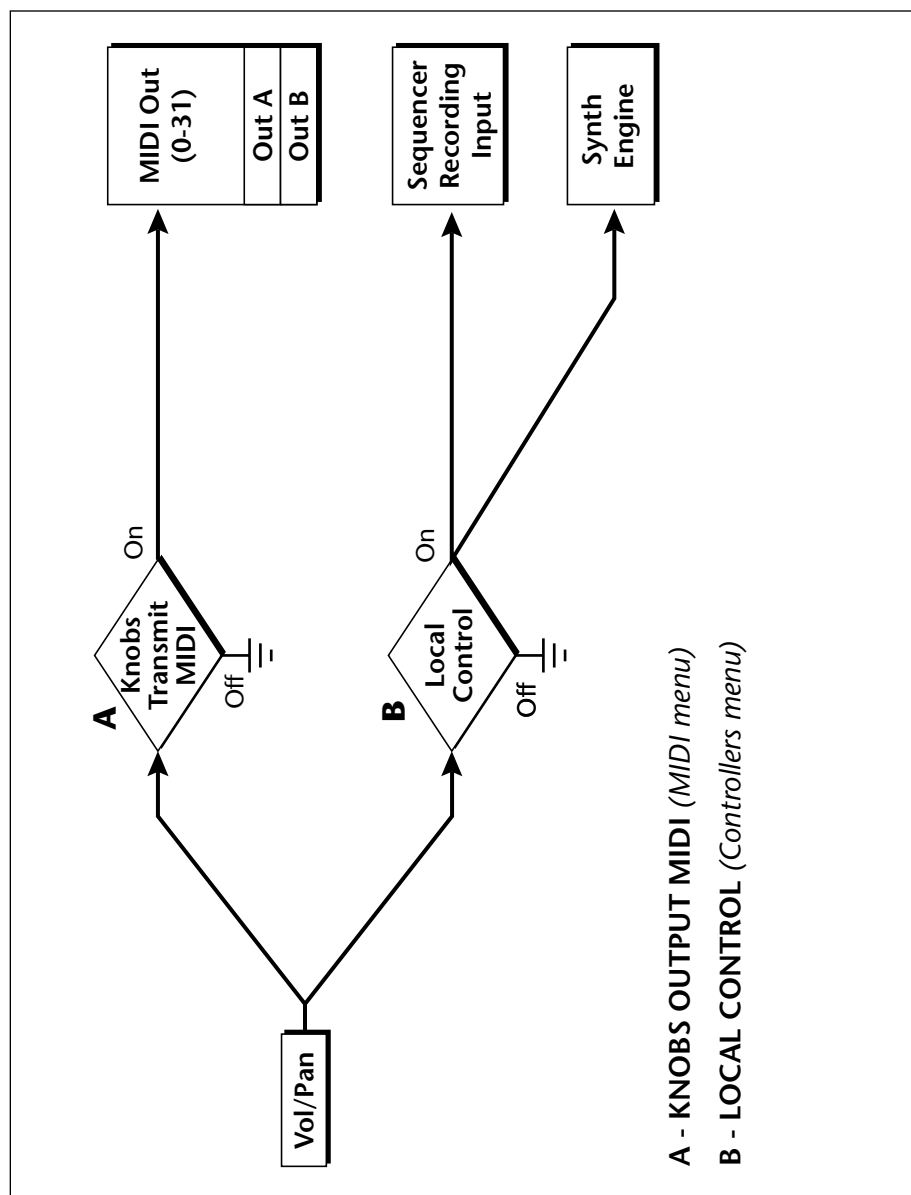 Vol/Pan
A
Knobs
Transmit
MIDI
On
Off
MIDI Out
(0-31)
Out A
Out B
B
Local
Control
On
Off
Sequencer
Recording
Input
Synth
Engine
A - KNOBS OUTPUT MIDI (MIDI menu)
B - LOCAL CONTROL (Controllers menu)